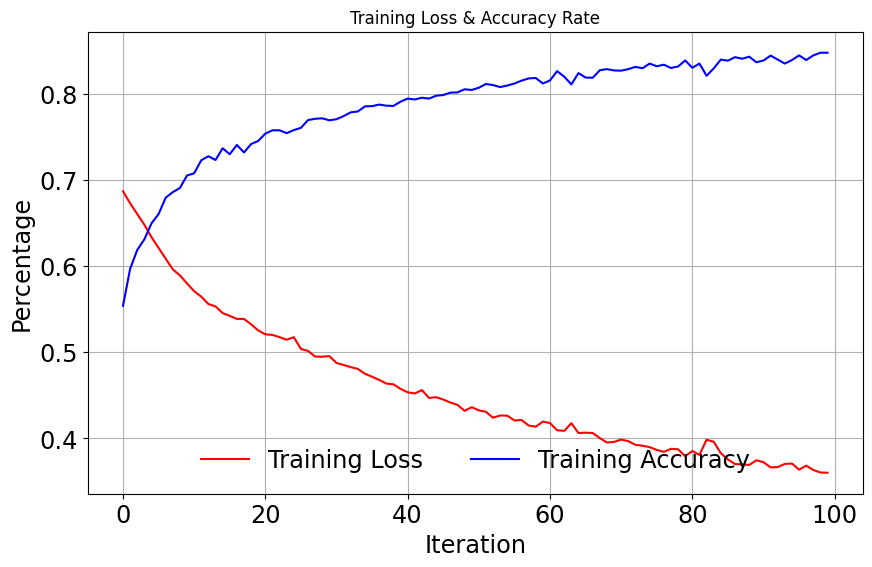 Training Loss & Accuracy Rate
Percentage
0.8
0.7
0.6
0.5
0.4
Training Loss Training Accuracy
0 20 40 60 80 100
Iteration